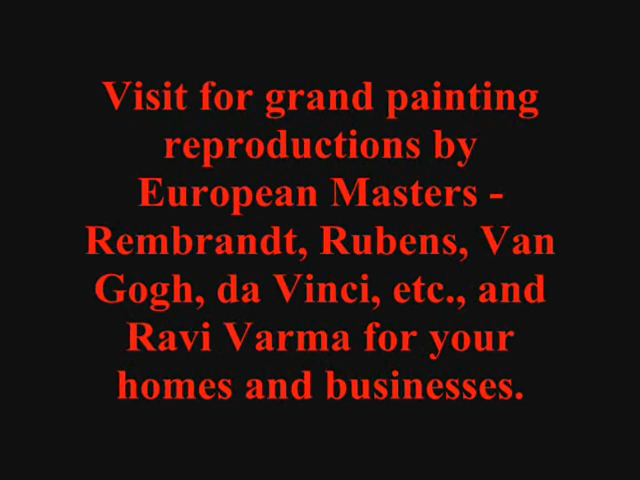 Visit for grand painting
reproductions by
European Masters -
Rembrandt, Rubens, Van
Gogh, da Vinci, etc., and
Ravi Varma for your
homes and businesses.